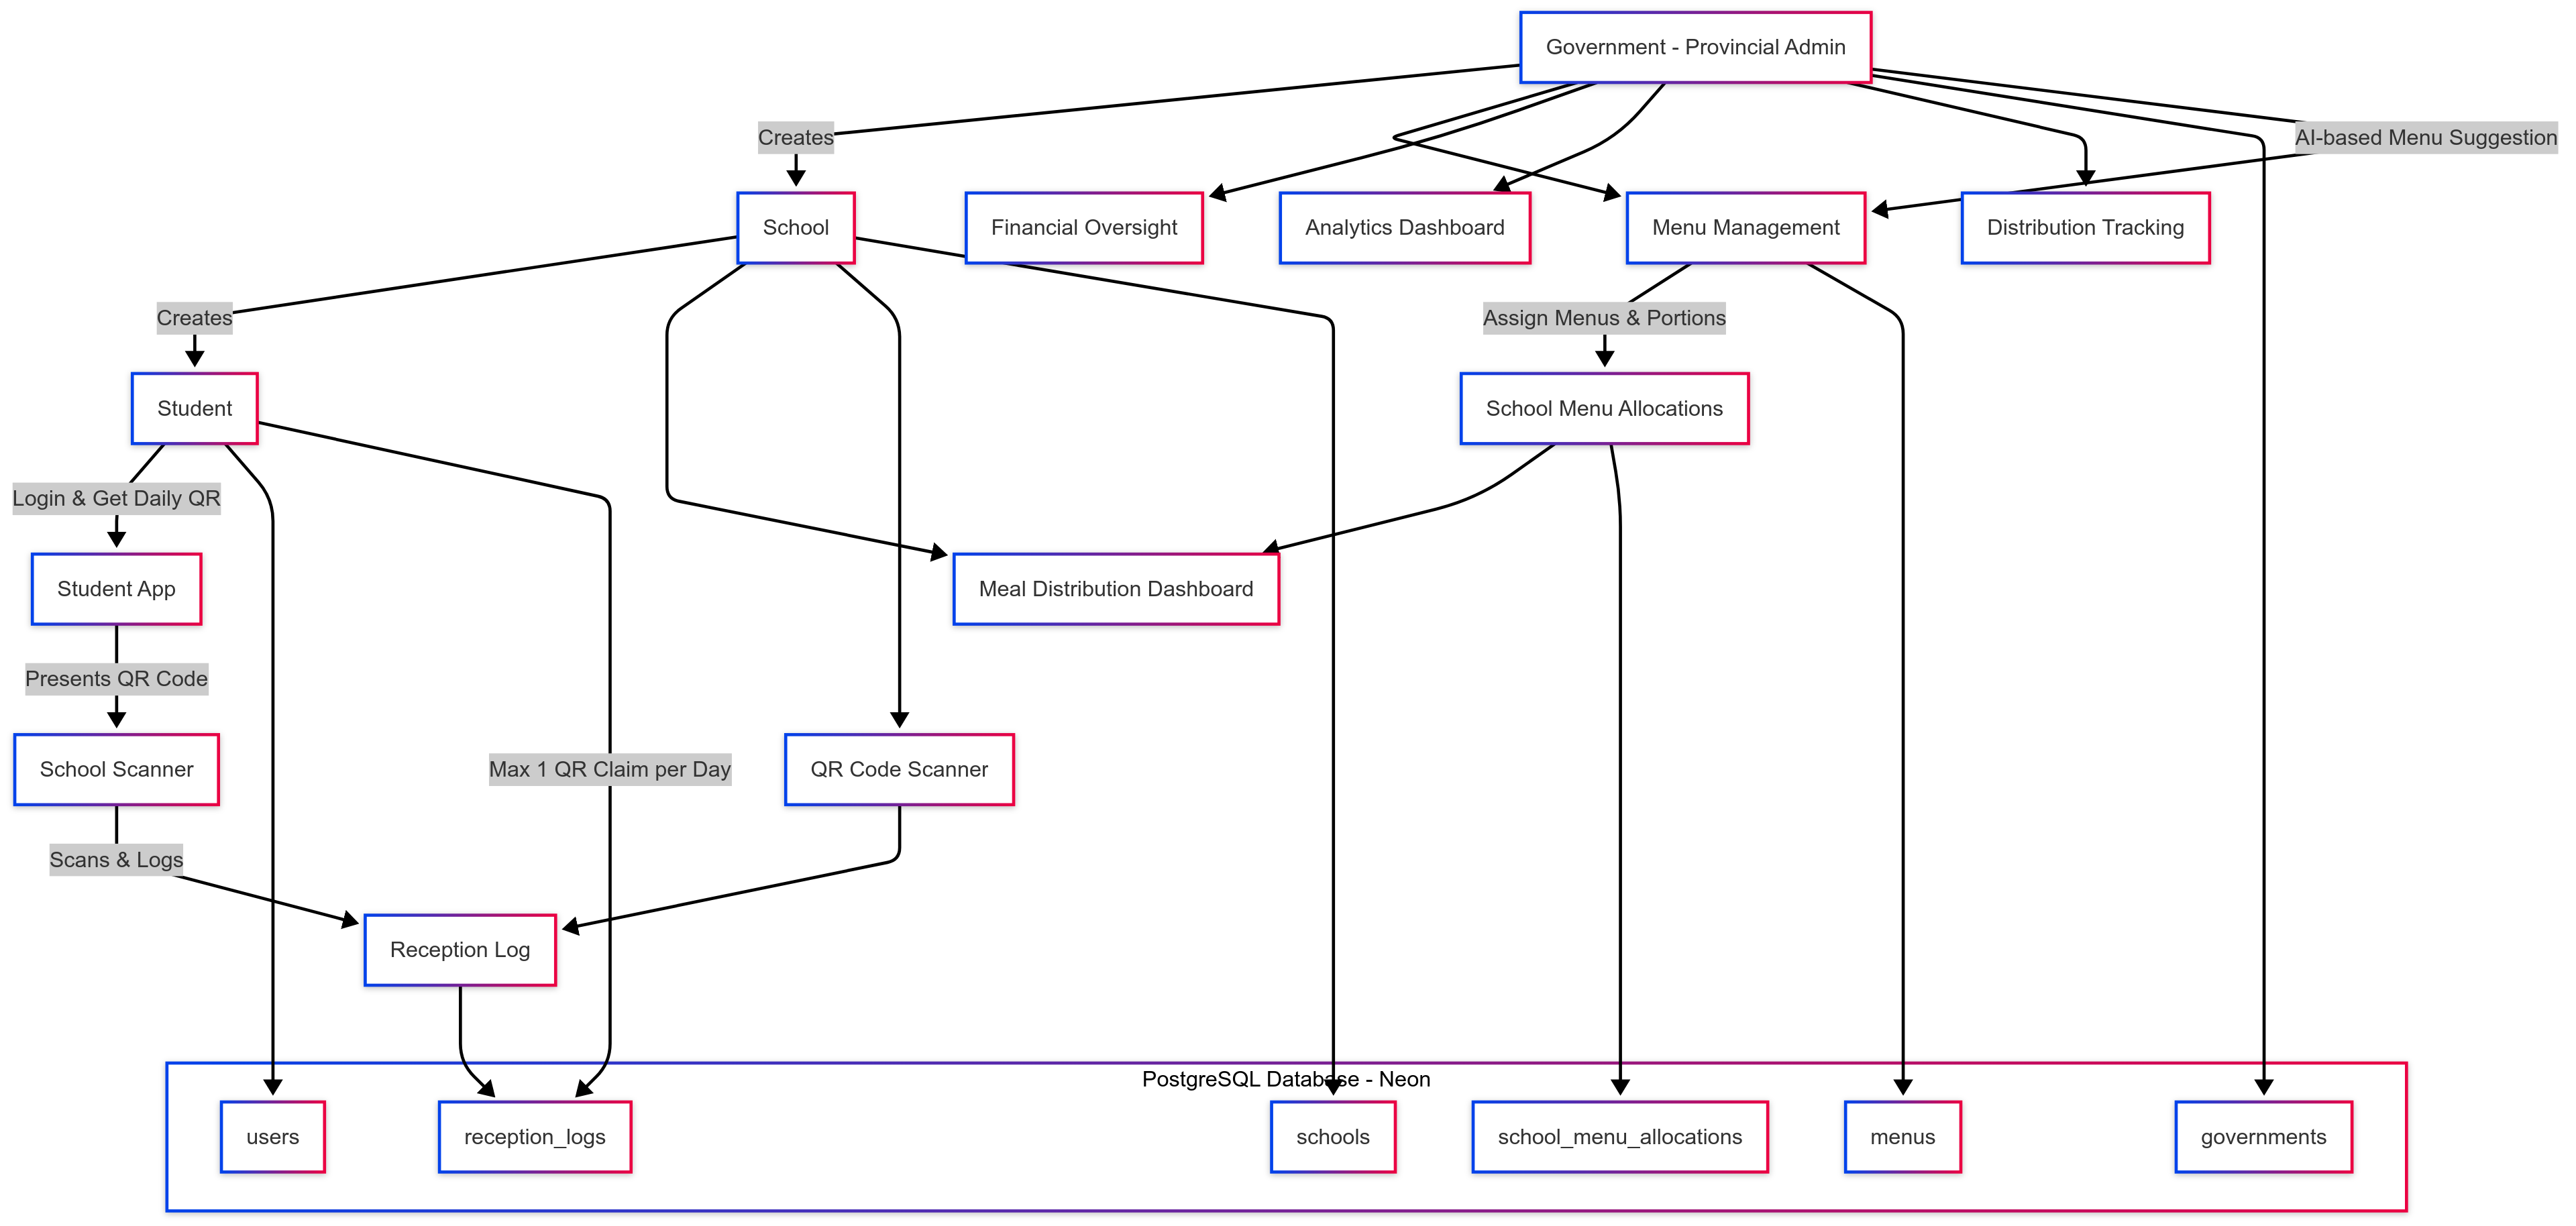 Government - Provincial Admin
Creates
AI-based Menu Suggestion
School
Financial Oversight
Analytics Dashboard
Menu Management
Distribution Tracking
Creates
Assign Menus & Portions
Student
School Menu Allocations
Login & Get Daily QR
Student App
Meal Distribution Dashboard
Presents QR Code
School Scanner
Max 1 QR Claim per Day
QR Code Scanner
Scans & Logs
Reception Log
PostgreSQL Database - Neon
users
reception_logs
schools
school_menu_allocations
menus
governments